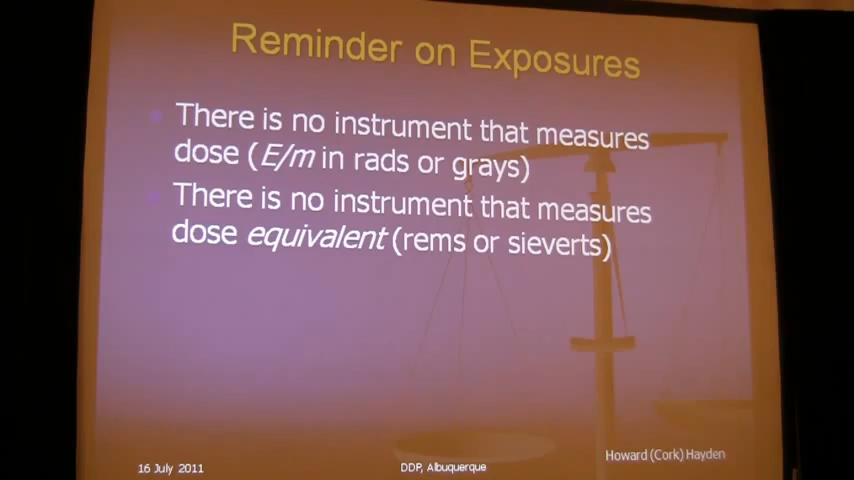 Reminder on Exposures
There is no instrument that measures
dose (E/m in rads or grays)
There is no instrument that measures
dose equivalent (rems or sieverts)
16 July 2011
DDP, Albuquerque
Howard (Cork) Hayden